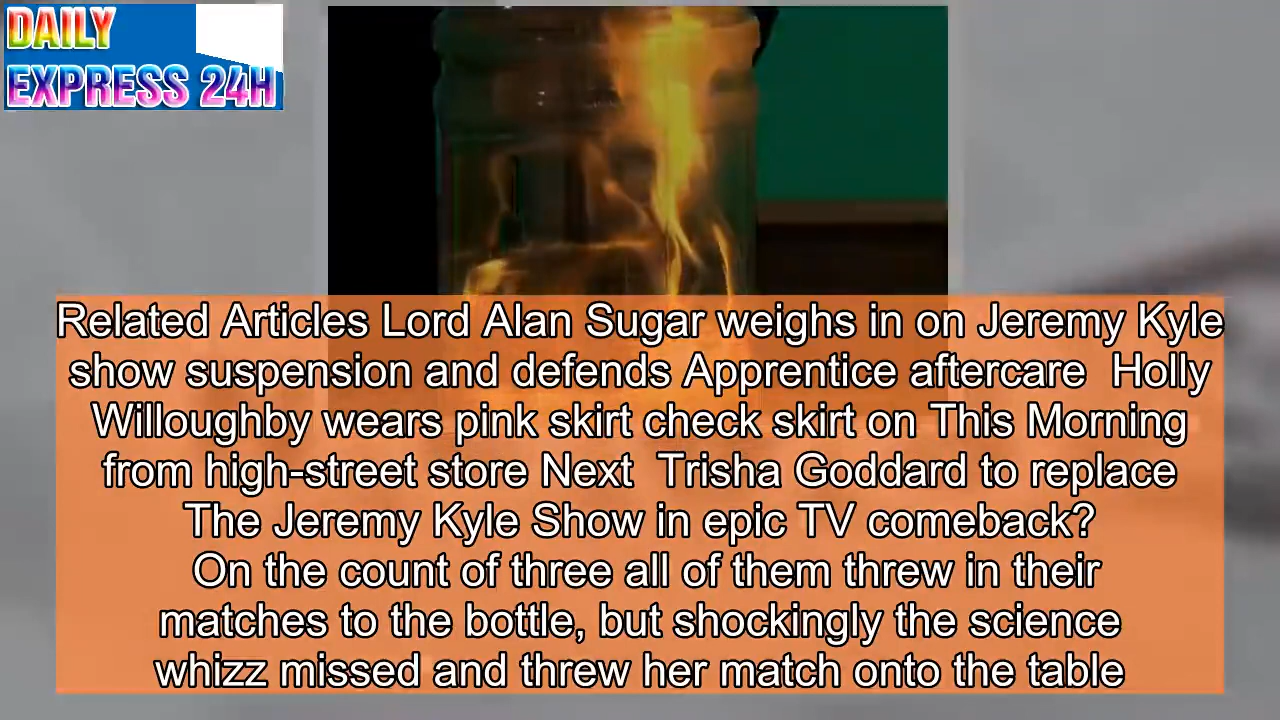 DAILY
EXPRESS 24H
Related Articles Lord Alan Sugar weighs in on Jeremy Kyle
show suspension and defends Apprentice aftercare  Holly
Willoughby wears pink skirt check skirt on This Morning
from high-street store Next  Trisha Goddard to replace
The Jeremy Kyle Show in epic TV comeback?
On the count of three all of them threw in their
matches to the bottle, but shockingly the science
whizz missed and threw her match onto the table